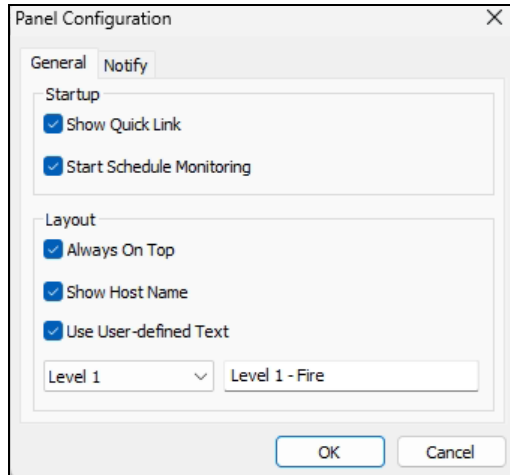 Panel Configuration
General Notify
Startup
Show Quick Link
Start Schedule Monitoring
Layout
Always On Top
Show Host Name
Use User-defined Text
Level 1 Level 1 - Fire
OK Cancel